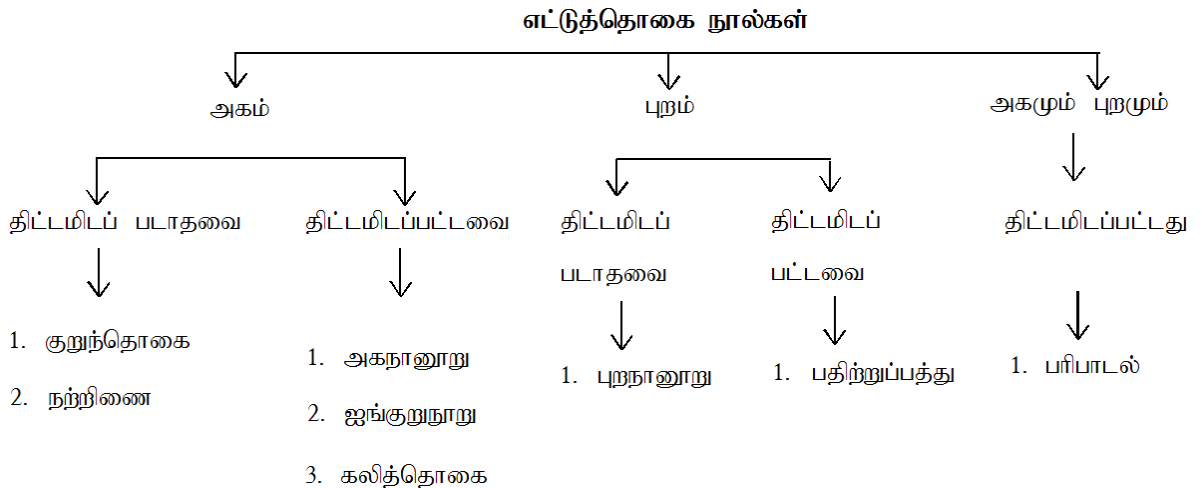 எட்டுத்தொகை நூல்கள்
அகம்
புறம்
அகமும் புறமும்
திட்டமிடப் படாதவை
திட்டமிடப்பட்டவை
திட்டமிடப்
படாதவை
திட்டமிடப்
பட்டவை
திட்டமிடப்பட்டது
1. குறுந்தொகை
2. நற்றிணை
1. அகநானூறு
2. ஐங்குறுநூறு
3. கலித்தொகை
1. புறநானூறு
1. பதிற்றுப்பத்து
1. பரிபாடல்